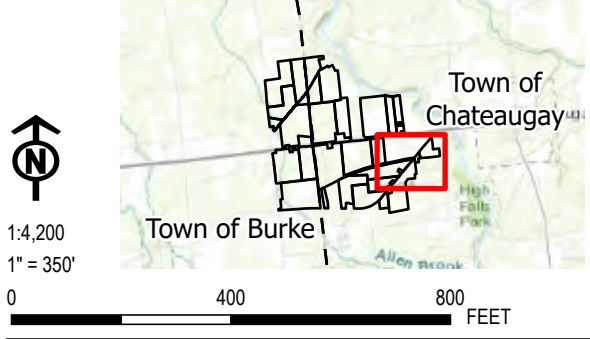 Town of
Chateaugay
High
Falls
Park
Town of Burke
Allen Brook
N
1:4,200
1" = 350'
0 400 800
FEET